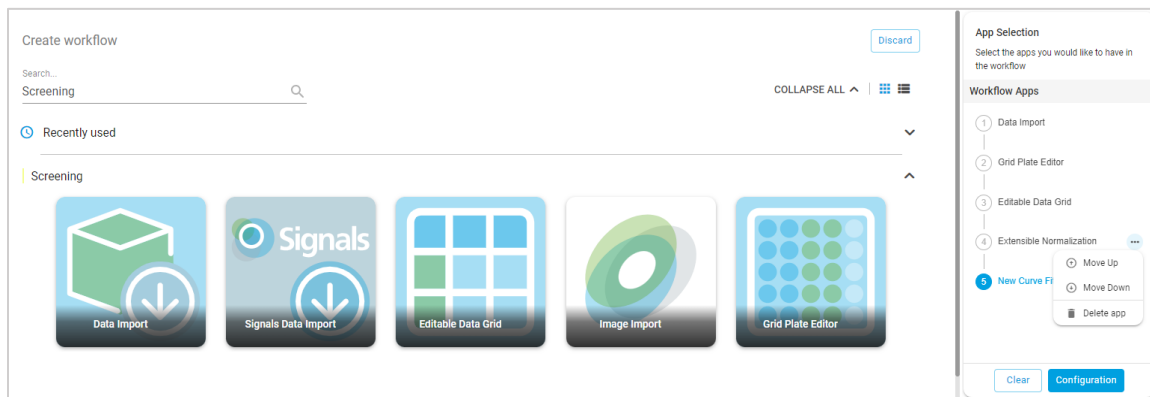 Create workflow
Discard
Search...
Screening
COLLAPSE ALL
Recently used
Screening
Data Import
Signals
Signals Data Import
Editable Data Grid
Image Import
Grid Plate Editor
App Selection
Select the apps you would like to have in
the workflow
Workflow Apps
1 Data Import
2 Grid Plate Editor
3 Editable Data Grid
4 Extensible Normalization
5 New Curve Fi
Move Up
Move Down
Delete app
Clear
Configuration